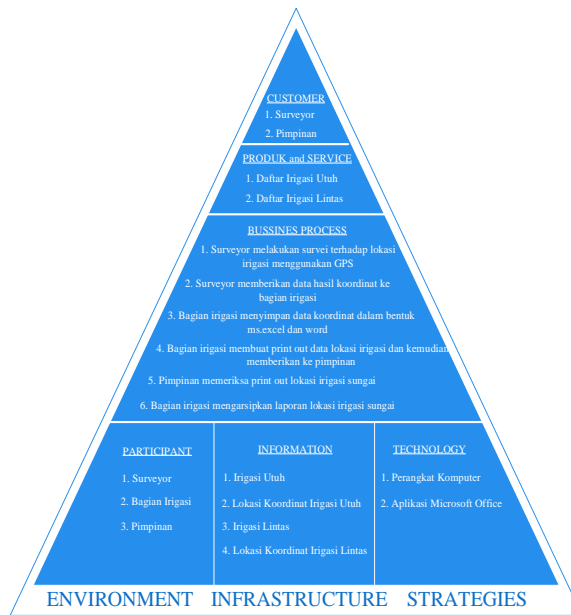 CUSTOMER
1. Surveyor
2. Pimpinan
PRODUK and SERVICE
1. Daftar Irigasi Utuh
2. Daftar Irigasi Lintas
BUSSINES PROCESS
1. Surveyor melakukan survei terhadap lokasi
irigasi menggunakan GPS
2. Surveyor memberikan data hasil koordinat ke
bagian irigasi
3. Bagian irigasi menyimpan data koordinat dalam bentuk
ms.excel dan word
4. Bagian irigasi membuat print out data lokasi irigasi dan kemudian
memberikan ke pimpinan
5. Pimpinan memeriksa print out lokasi irigasi sungai
6. Bagian irigasi mengarsipkan laporan lokasi irigasi sungai
PARTICIPANT
1. Surveyor
2. Bagian Irigasi
3. Pimpinan
INFORMATION
1. Irigasi Utuh
2. Lokasi Koordinat Irigasi Utuh
3. Irigasi Lintas
4. Lokasi Koordinat Irigasi Lintas
TECHNOLOGY
1. Perangkat Komputer
2. Aplikasi Microsoft Office
ENVIRONMENT INFRASTRUCTURE STRATEGIES